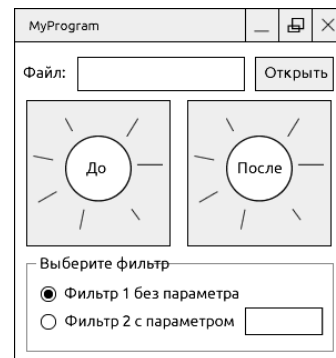 MyProgram
Файл: Открыть
До После
Выберите фильтр
Фильтр 1 без параметра
Фильтр 2 с параметром